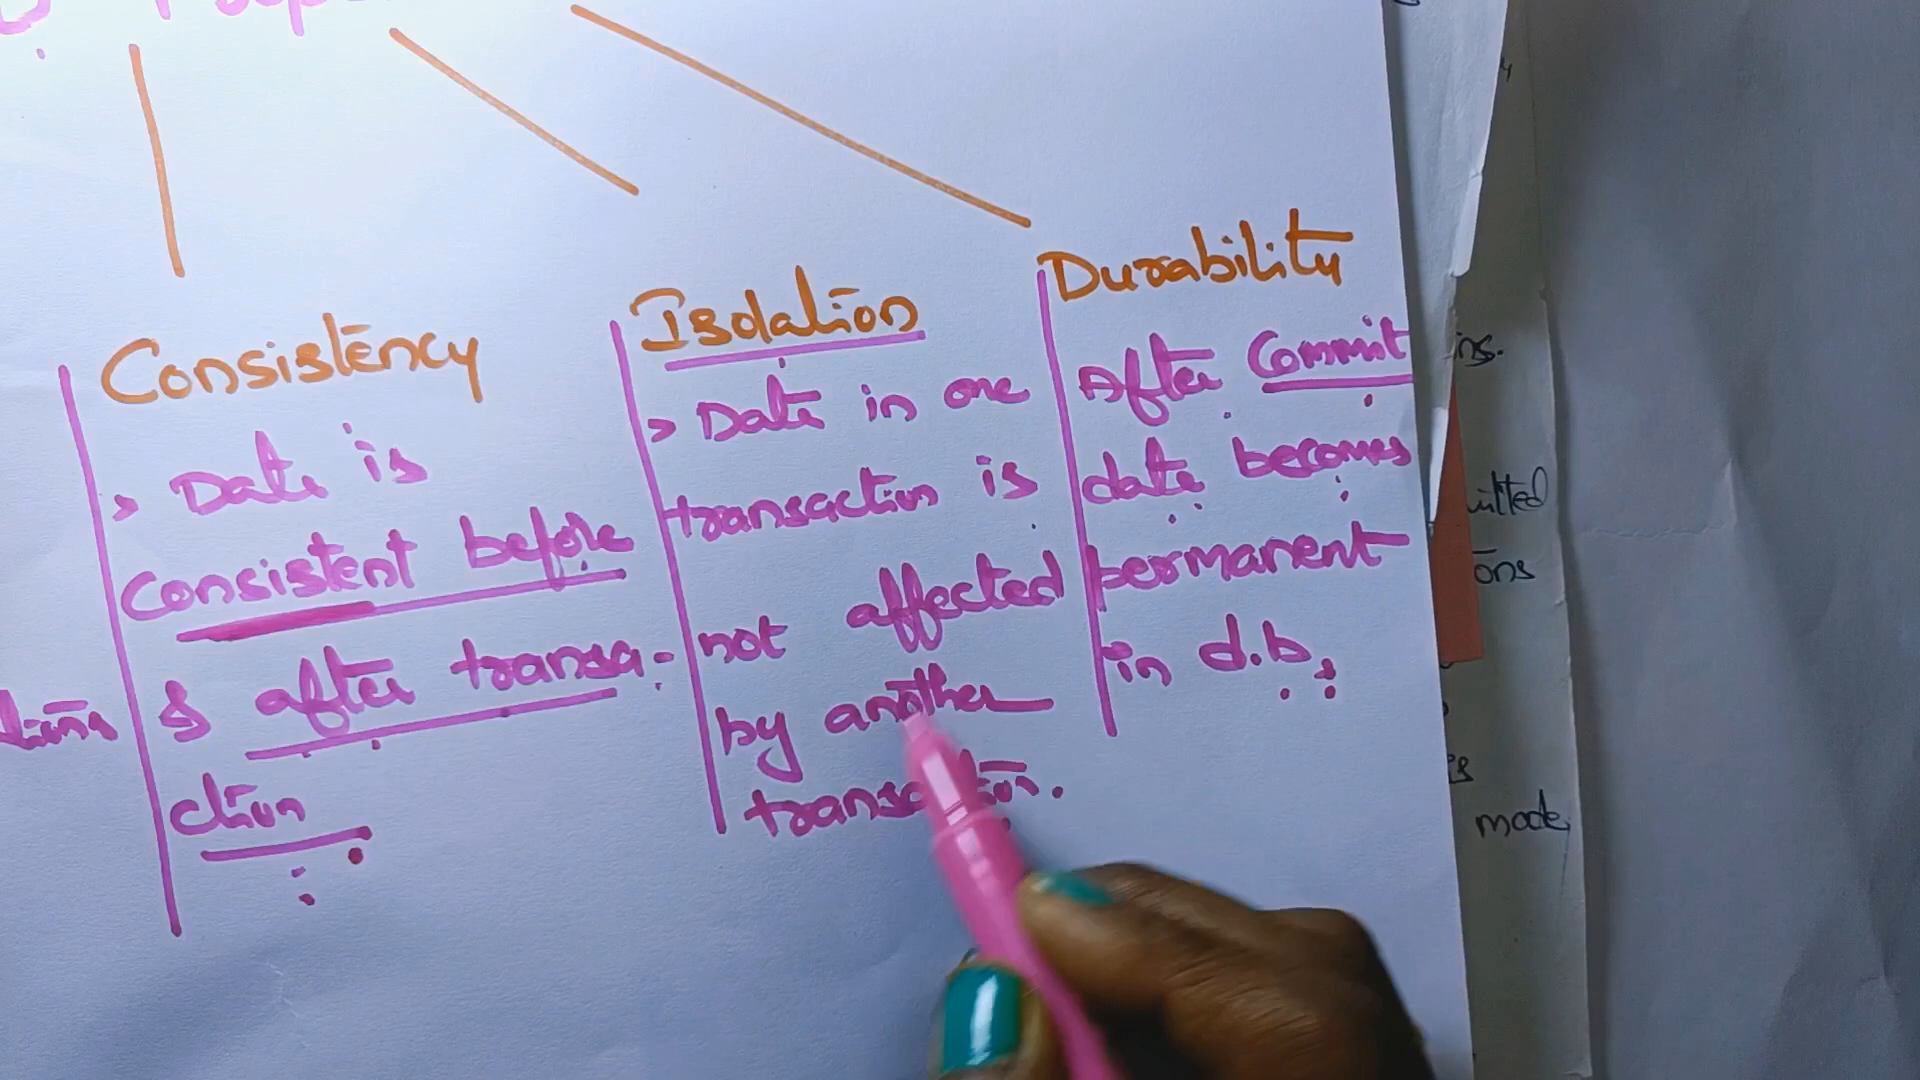 Consistency
> Data is
Consistent before
& after transa-
ction
Isolation
> Data in one
transaction is
not affected
by another
transaction.
Durability
After Commit
data becomes
permanent
in d.b.
ons
mode,